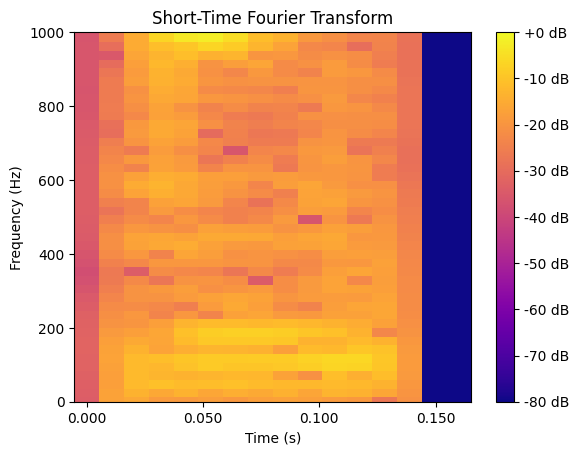 Short-Time Fourier Transform
Frequency (Hz)
1000
800
600
400
200
0
0.000
0.050
0.100
0.150
Time (s)
+0 dB
-10 dB
-20 dB
-30 dB
-40 dB
-50 dB
-60 dB
-70 dB
-80 dB